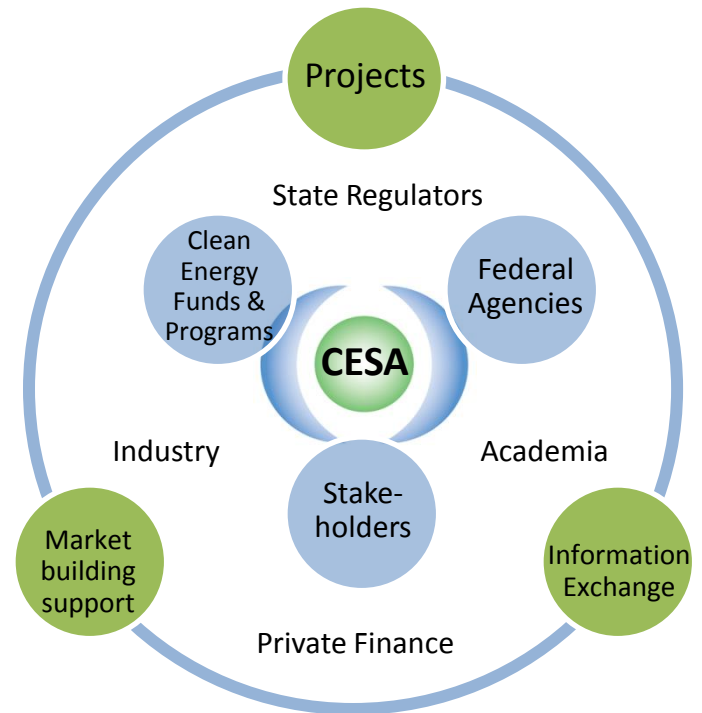 Projects
State Regulators
Clean
Energy
Funds &
Programs
Federal
Agencies
CESA
Industry
Academia
Stake-
holders
Market
building
support
Information
Exchange
Private Finance